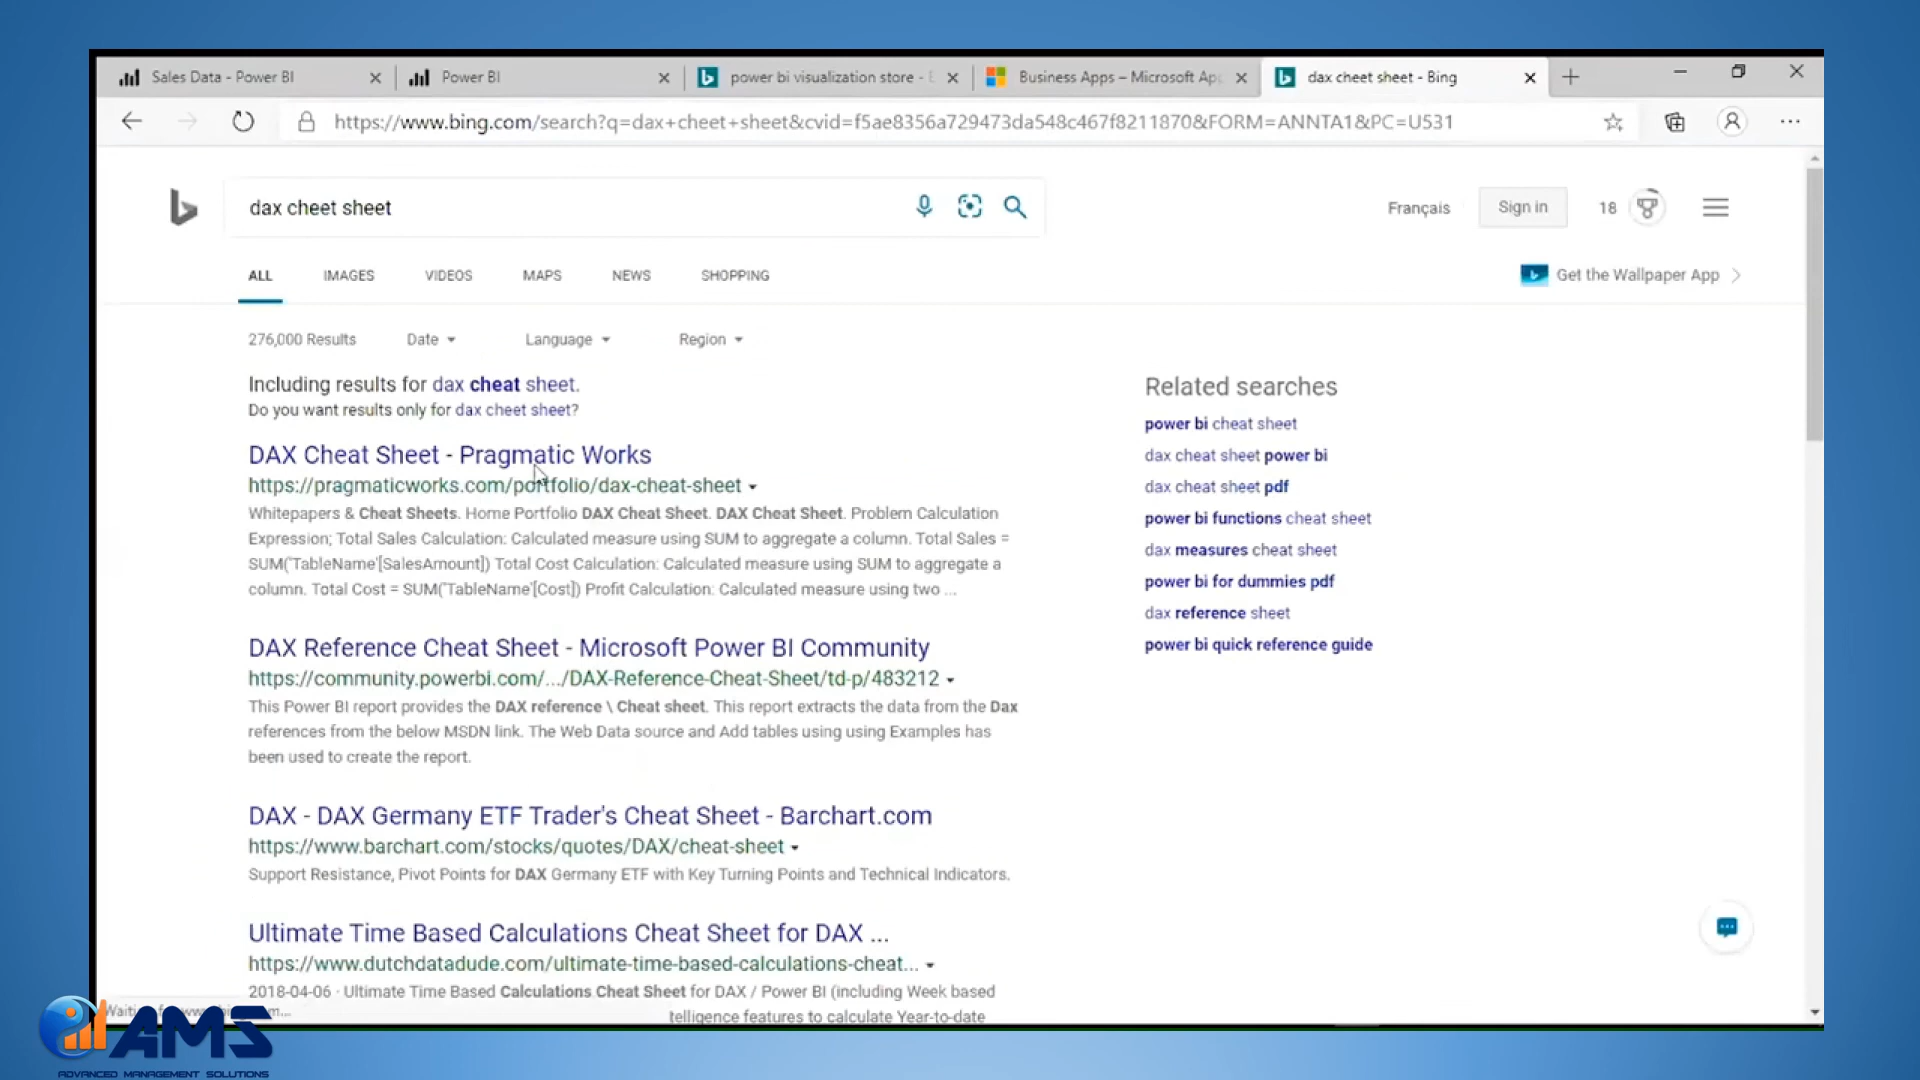 Sales Data - Power BI
Power BI
power bi visualization store -
Business Apps – Microsoft Ap
dax cheet sheet - Bing
https://www.bing.com/search?q=dax+cheet+sheet&cvid=f5ae8356a729473da548c467f8211870&FORM=ANNTA1&PC=U531
dax cheet sheet
Français
Sign in
18
ALL
IMAGES
VIDEOS
MAPS
NEWS
SHOPPING
Get the Wallpaper App
276,000 Results
Date
Language
Region
Including results for dax cheat sheet.
Do you want results only for dax cheet sheet?
DAX Cheat Sheet - Pragmatic Works
https://pragmaticworks.com/portfolio/dax-cheat-sheet
Whitepapers & Cheat Sheets. Home Portfolio DAX Cheat Sheet. DAX Cheat Sheet. Problem Calculation
Expression; Total Sales Calculation: Calculated measure using SUM to aggregate a column. Total Sales =
SUM('TableName'[SalesAmount]) Total Cost Calculation: Calculated measure using SUM to aggregate a
column. Total Cost = SUM('TableName'[Cost]) Profit Calculation: Calculated measure using two ...
DAX Reference Cheat Sheet - Microsoft Power BI Community
https://community.powerbi.com/.../DAX-Reference-Cheat-Sheet/td-p/483212
This Power BI report provides the DAX reference \ Cheat sheet. This report extracts the data from the Dax
references from the below MSDN link. The Web Data source and Add tables using using Examples has
been used to create the report.
DAX - DAX Germany ETF Trader's Cheat Sheet - Barchart.com
https://www.barchart.com/stocks/quotes/DAX/cheat-sheet
Support Resistance, Pivot Points for DAX Germany ETF with Key Turning Points and Technical Indicators.
Ultimate Time Based Calculations Cheat Sheet for DAX ...
https://www.dutchdatadude.com/ultimate-time-based-calculations-cheat...
2018-04-06 · Ultimate Time Based Calculations Cheat Sheet for DAX / Power BI (including Week based
telligence features to calculate Year-to-date
Related searches
power bi cheat sheet
dax cheat sheet power bi
dax cheat sheet pdf
power bi functions cheat sheet
dax measures cheat sheet
power bi for dummies pdf
dax reference sheet
power bi quick reference guide
AMS
ADVANCED MANAGEMENT SOLUTIONS